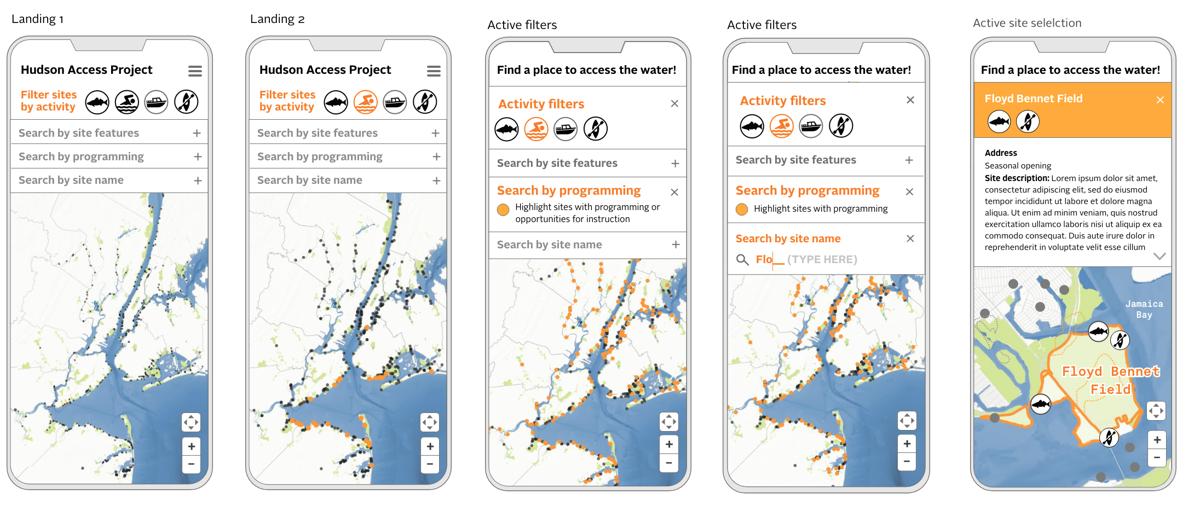 Landing 1
Hudson Access Project
Filter sites
by activity
Search by site features
+
Search by programming
+
Search by site name
+
+
−
Landing 2
Hudson Access Project
Filter sites
by activity
Search by site features
+
Search by programming
+
Search by site name
+
+
−
Active filters
Find a place to access the water!
Activity filters
×
Search by site features
+
Search by programming
×
Highlight sites with programming or
opportunities for instruction
Search by site name
+
+
−
Active filters
Find a place to access the water!
Activity filters
×
Search by site features
+
Search by programming
×
Highlight sites with programming
Search by site name
×
Flo__ (TYPE HERE)
+
−
Active site selelction
Find a place to access the water!
Floyd Bennet Field
×
Address
Seasonal opening
Site description: Lorem ipsum dolor sit amet,
consectetur adipiscing elit, sed do eiusmod
tempor incididunt ut labore et dolore magna
aliqua. Ut enim ad minim veniam, quis nostrud
exercitation ullamco laboris nisi ut aliquip ex ea
commodo consequat. Duis aute irure dolor in
reprehenderit in voluptate velit esse cillum
Jamaica
Bay
Floyd Bennet
Field
+
−